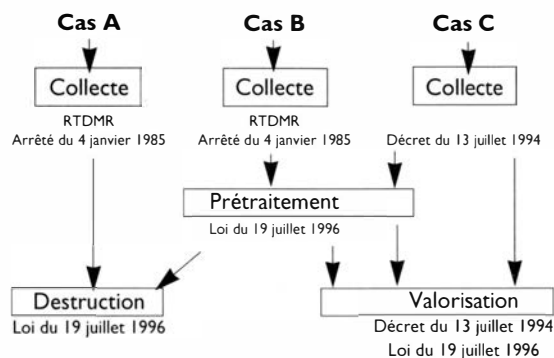 Cas A Cas B Cas C
Collecte Collecte Collecte
RTDMR RTDMR
Arrêté du 4 janvier 1985 Arrêté du 4 janvier 1985 Décret du 13 juillet 1994
Prétraitement
Loi du 19 juillet 1996
Destruction Valorisation
Loi du 19 juillet 1996 Décret du 13 juillet 1994
Loi du 19 juillet 1996